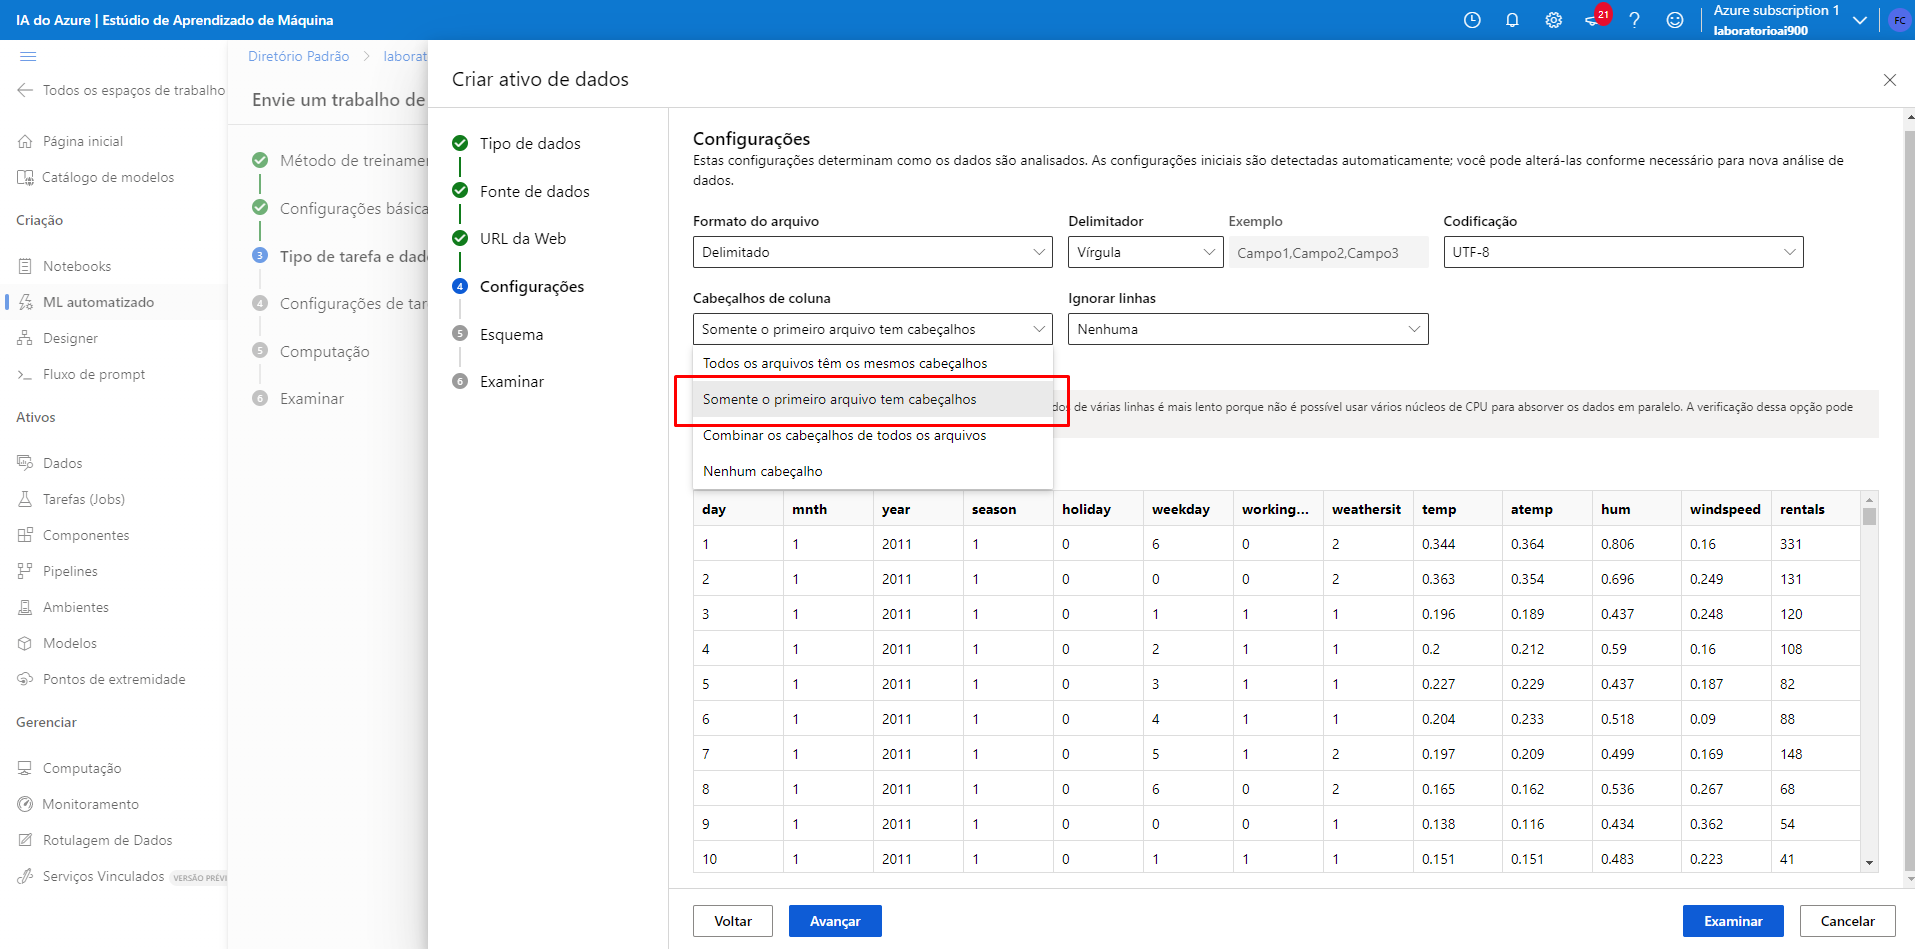 IA do Azure | Estúdio de Aprendizado de Máquina
21
Azure subscription 1
laboratorioai900
FC
Todos os espaços de trabalho
Página inicial
Catálogo de modelos
Criação
Notebooks
ML automatizado
Designer
Fluxo de prompt
Ativos
Dados
Tarefas (Jobs)
Componentes
Pipelines
Ambientes
Modelos
Pontos de extremidade
Gerenciar
Computação
Monitoramento
Rotulagem de Dados
Serviços Vinculados VERSÃO PRÉVI
Diretório Padrão > laborat
Envie um trabalho de
Método de treiname
Configurações básica
3 Tipo de tarefa e dad
4 Configurações de tar
5 Computação
6 Examinar
Criar ativo de dados
Tipo de dados
Fonte de dados
URL da Web
4 Configurações
5 Esquema
6 Examinar
Configurações
Estas configurações determinam como os dados são analisados. As configurações iniciais são detectadas automaticamente; você pode alterá-las conforme necessário para nova análise de
dados.
Formato do arquivo Delimitador Exemplo Codificação
Delimitado Vírgula Campo1,Campo2,Campo3 UTF-8
Cabeçalhos de coluna Ignorar linhas
Somente o primeiro arquivo tem cabeçalhos Nenhuma
Todos os arquivos têm os mesmos cabeçalhos
Somente o primeiro arquivo tem cabeçalhos
dos de várias linhas é mais lento porque não é possível usar vários núcleos de CPU para absorver os dados em paralelo. A verificação dessa opção pode
Combinar os cabeçalhos de todos os arquivos
Nenhum cabeçalho
day mnth year season holiday weekday working... weathersit temp atemp hum windspeed rentals
1 1 2011 1 0 6 0 2 0.344 0.364 0.806 0.16 331
2 1 2011 1 0 0 0 2 0.363 0.354 0.696 0.249 131
3 1 2011 1 0 1 1 1 0.196 0.189 0.437 0.248 120
4 1 2011 1 0 2 1 1 0.2 0.212 0.59 0.16 108
5 1 2011 1 0 3 1 1 0.227 0.229 0.437 0.187 82
6 1 2011 1 0 4 1 1 0.204 0.233 0.518 0.09 88
7 1 2011 1 0 5 1 2 0.197 0.209 0.499 0.169 148
8 1 2011 1 0 6 0 2 0.165 0.162 0.536 0.267 68
9 1 2011 1 0 0 0 1 0.138 0.116 0.434 0.362 54
10 1 2011 1 0 1 1 1 0.151 0.151 0.483 0.223 41
Voltar Avançar Examinar Cancelar